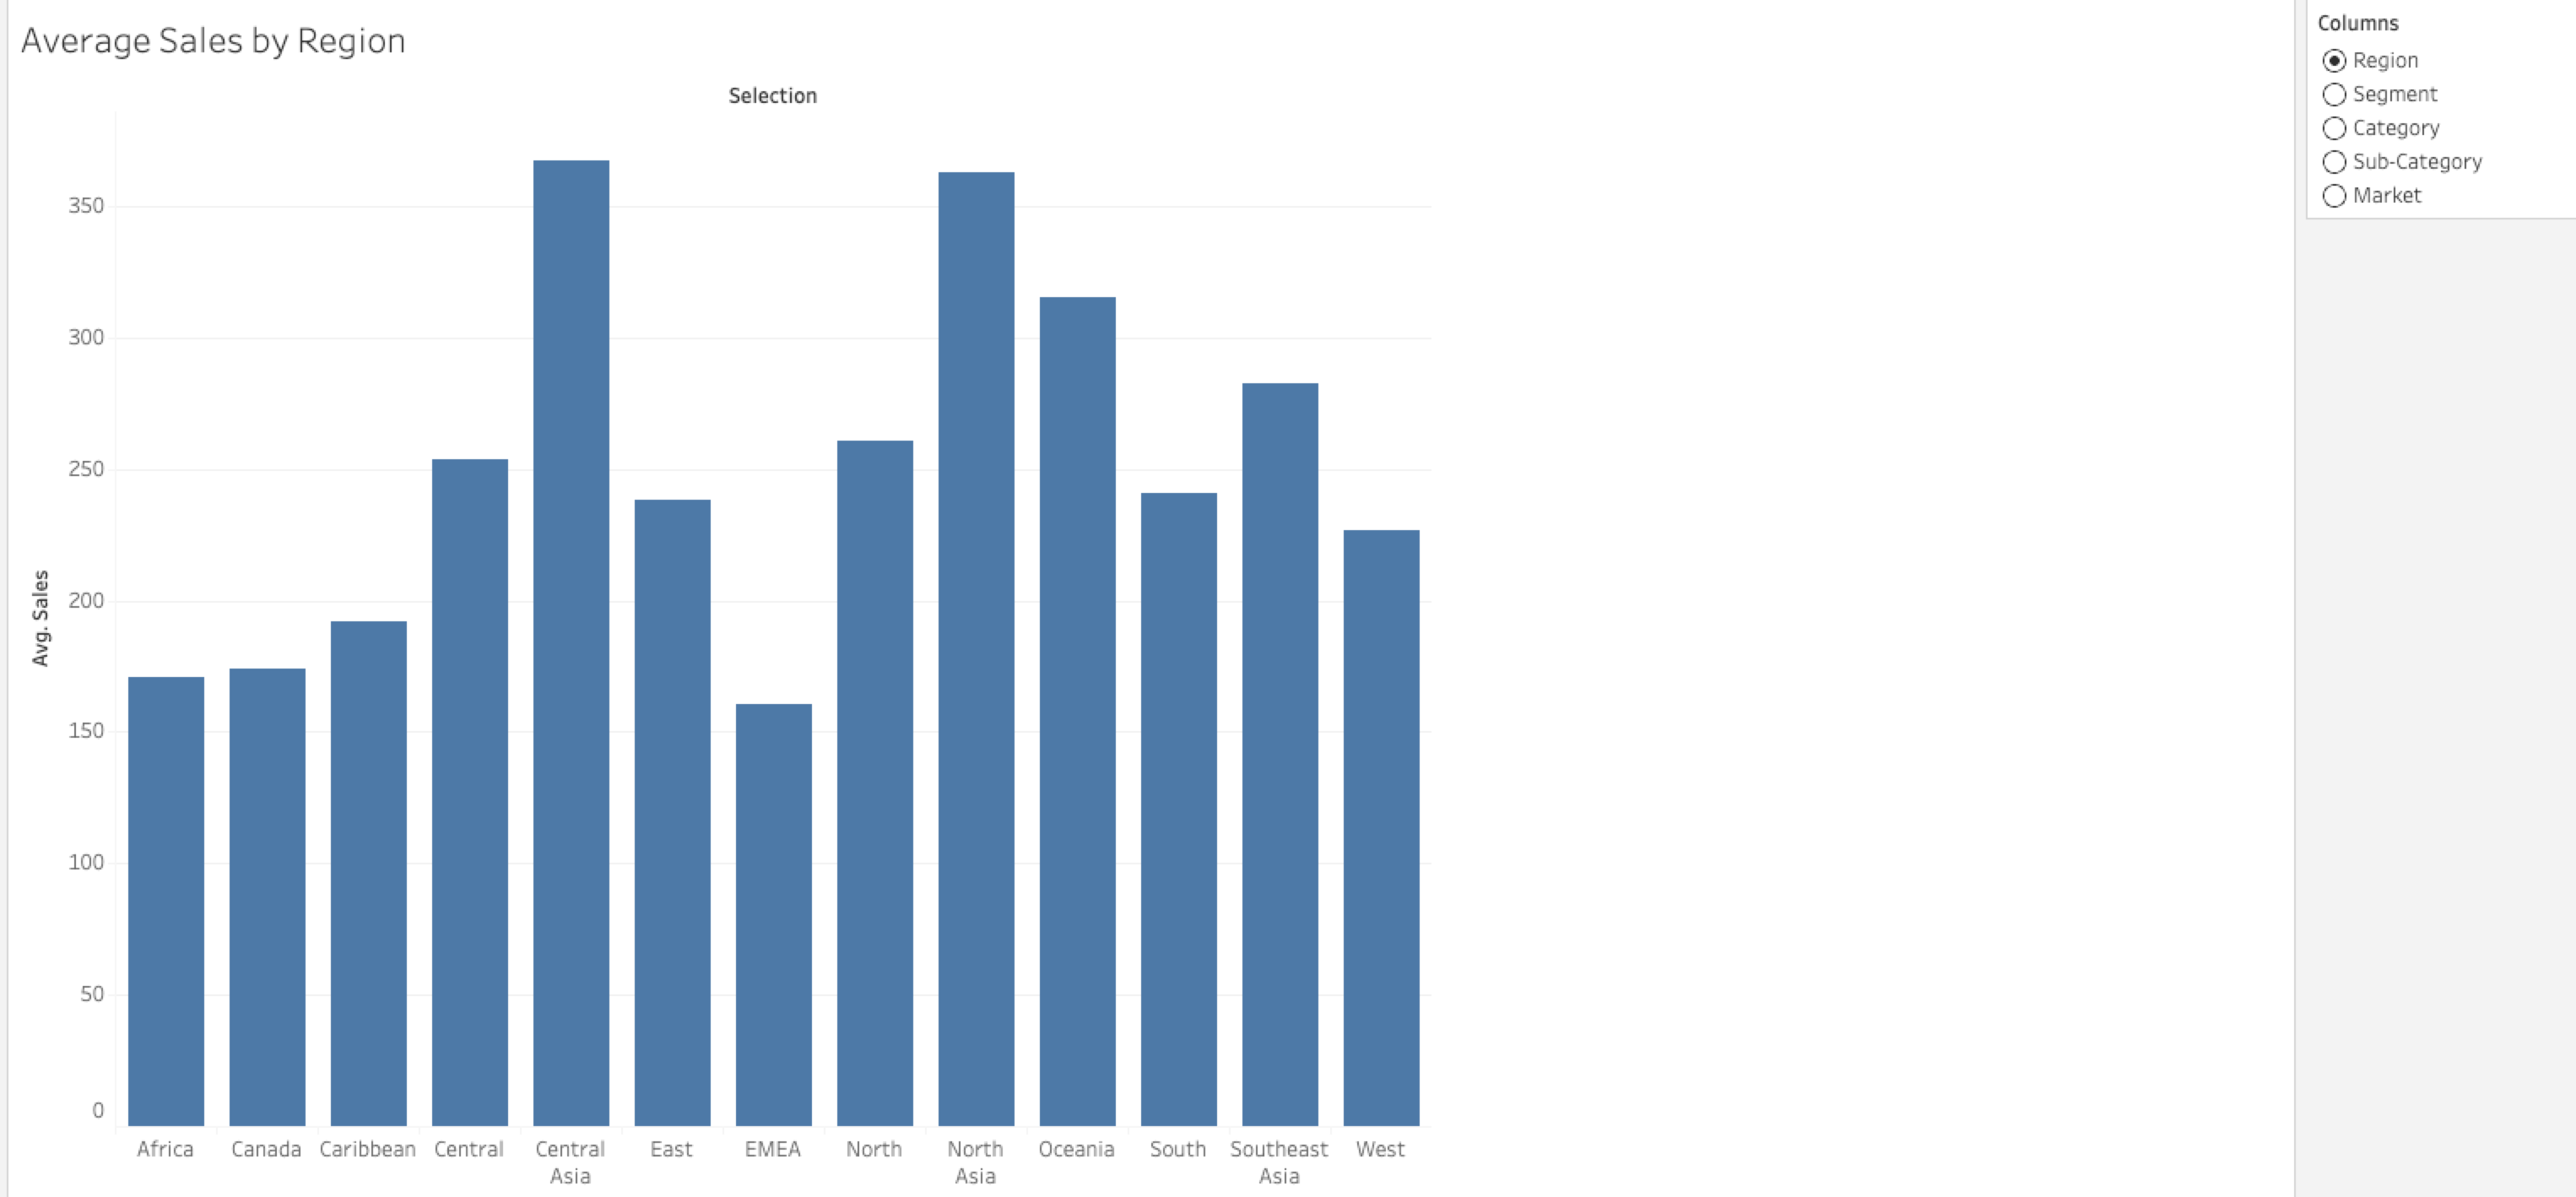 Average Sales by Region
Selection
Avg. Sales
350
300
250
200
150
100
50
0
Africa
Canada
Caribbean
Central
Central
Asia
East
EMEA
North
North
Asia
Oceania
South
Southeast
Asia
West
Columns
Region
Segment
Category
Sub-Category
Market